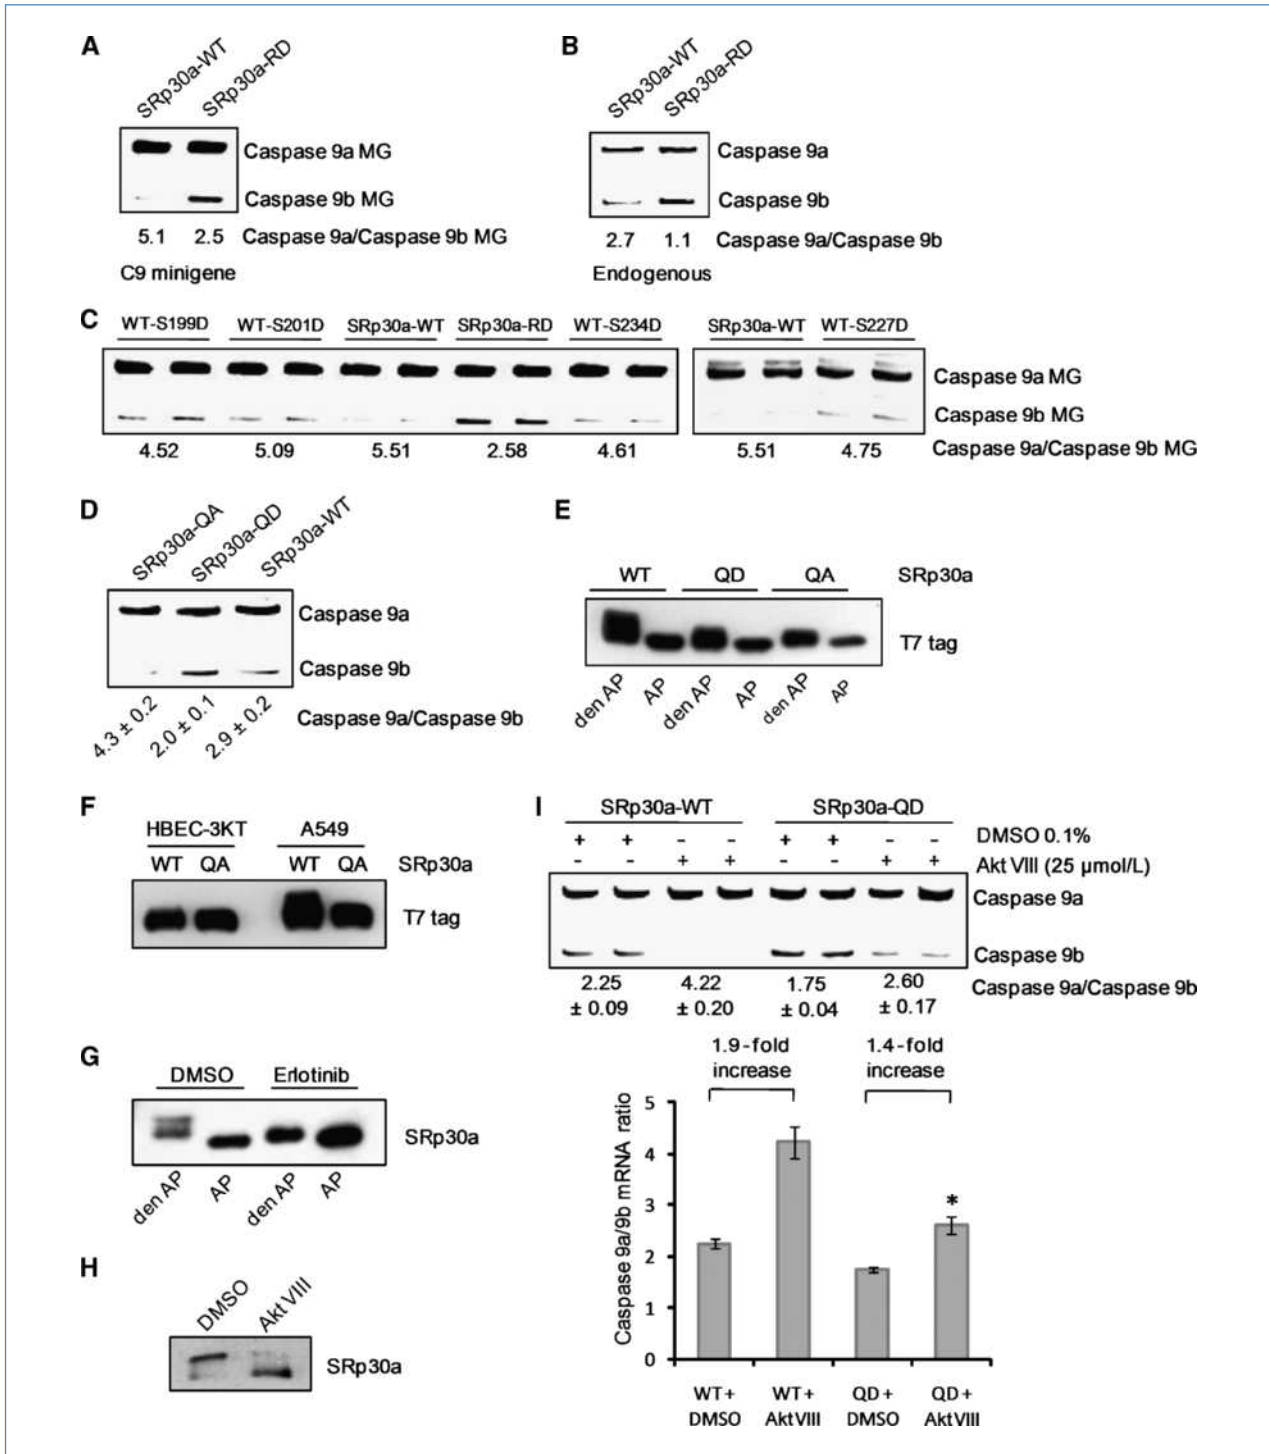 A
SRp30a-WT
SRp30a-RD
Caspase 9a MG
Caspase 9b MG
5.1 2.5 Caspase 9a/Caspase 9b MG
C9 minigene
B
SRp30a-WT
SRp30a-RD
Caspase 9a
Caspase 9b
2.7 1.1 Caspase 9a/Caspase 9b
Endogenous
C
WT-S199D WT-S201D SRp30a-WT SRp30a-RD WT-S234D SRp30a-WT WT-S227D
Caspase 9a MG
Caspase 9b MG
4.52 5.09 5.51 2.58 4.61 5.51 4.75 Caspase 9a/Caspase 9b MG
D
SRp30a-QA
SRp30a-QD
SRp30a-WT
Caspase 9a
Caspase 9b
4.3 ± 0.2
2.0 ± 0.1
2.9 ± 0.2
Caspase 9a/Caspase 9b
E
WT QD QA SRp30a
T7 tag
den AP AP den AP AP den AP AP
F
HBEC-3KT A549
WT QA WT QA SRp30a
T7 tag
G
DMSO Erlotinib
SRp30a
den AP AP den AP AP
H
DMSO
Akt VIII
SRp30a
I
SRp30a-WT SRp30a-QD
+ + - - + + - - DMSO 0.1%
- - + + - - + + Akt VIII (25 µmol/L)
Caspase 9a
Caspase 9b
2.25 4.22 1.75 2.60 Caspase 9a/Caspase 9b
± 0.09 ± 0.20 ± 0.04 ± 0.17
1.9-fold increase
1.4-fold increase
Caspase 9a/9b mRNA ratio
5
4
3
2
1
0
*
WT + DMSO
WT + AktVIII
QD + DMSO
QD + AktVIII